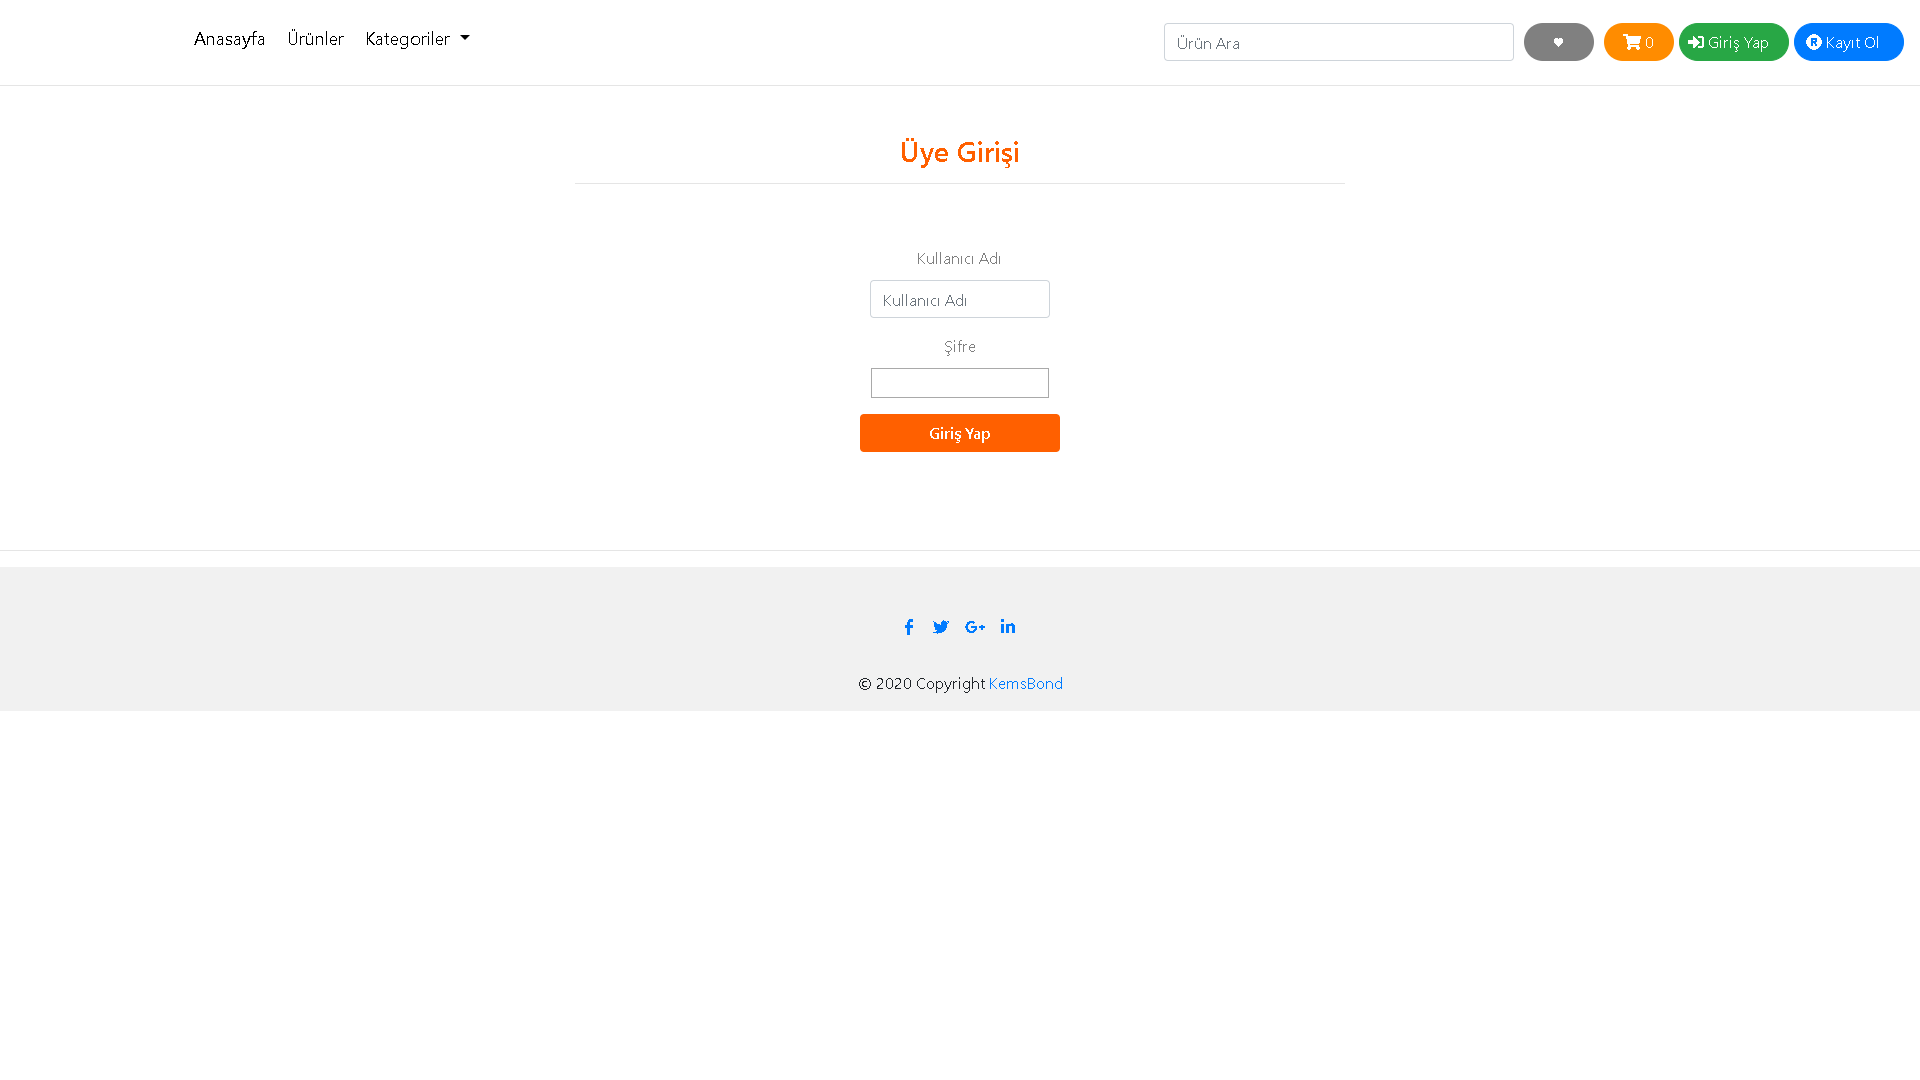 Anasayfa Ürünler Kategoriler Ürün Ara 0 Giriş Yap Kayıt Ol
Üye Girişi
Kullanıcı Adı
Kullanıcı Adı
Şifre
Giriş Yap
© 2020 Copyright KemsBond